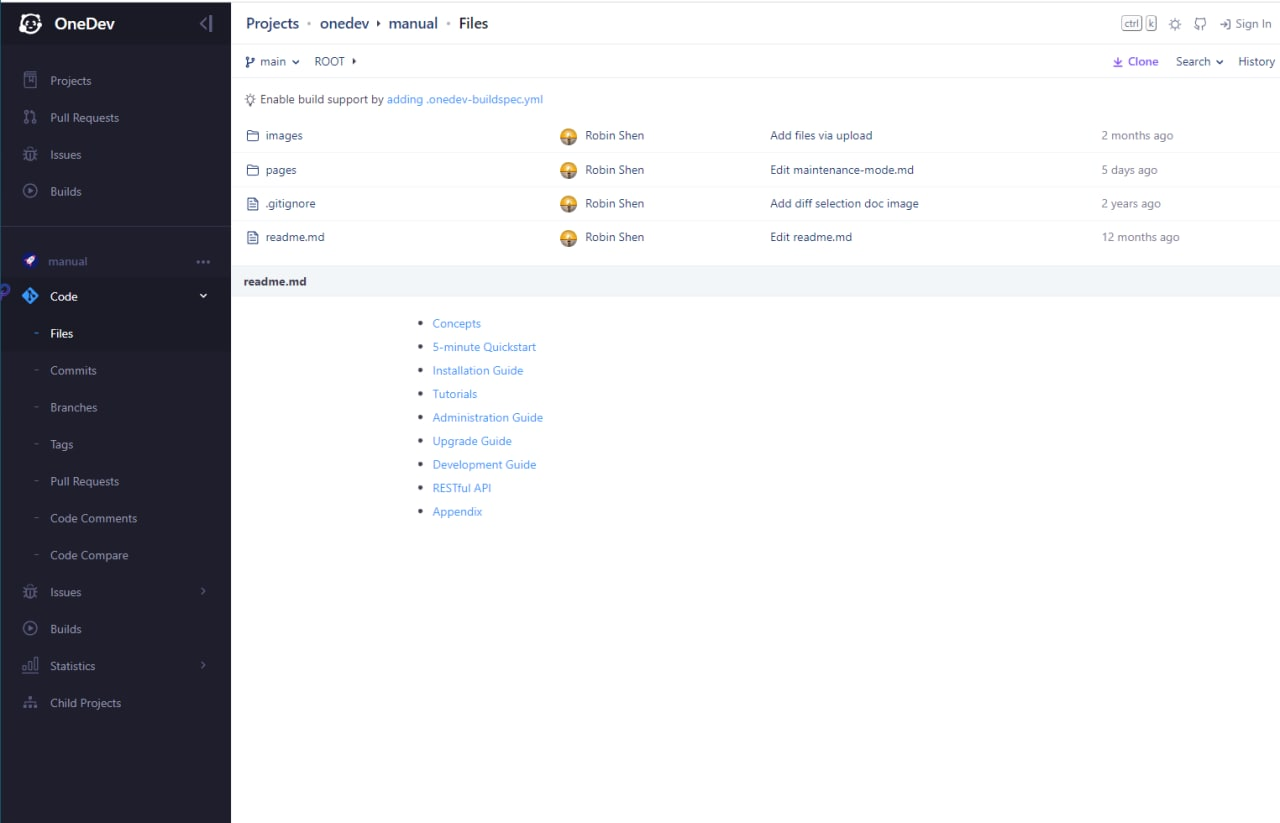 OneDev
Projects
Pull Requests
Issues
Builds
manual
Code
Files
Commits
Branches
Tags
Pull Requests
Code Comments
Code Compare
Issues
Builds
Statistics
Child Projects
Projects • onedev manual • Files
ctrl k Sign In
main ROOT
Clone Search History
Enable build support by adding .onedev-buildspec.yml
images Robin Shen Add files via upload 2 months ago
pages Robin Shen Edit maintenance-mode.md 5 days ago
.gitignore Robin Shen Add diff selection doc image 2 years ago
readme.md Robin Shen Edit readme.md 12 months ago
readme.md
• Concepts
• 5-minute Quickstart
• Installation Guide
• Tutorials
• Administration Guide
• Upgrade Guide
• Development Guide
• RESTful API
• Appendix